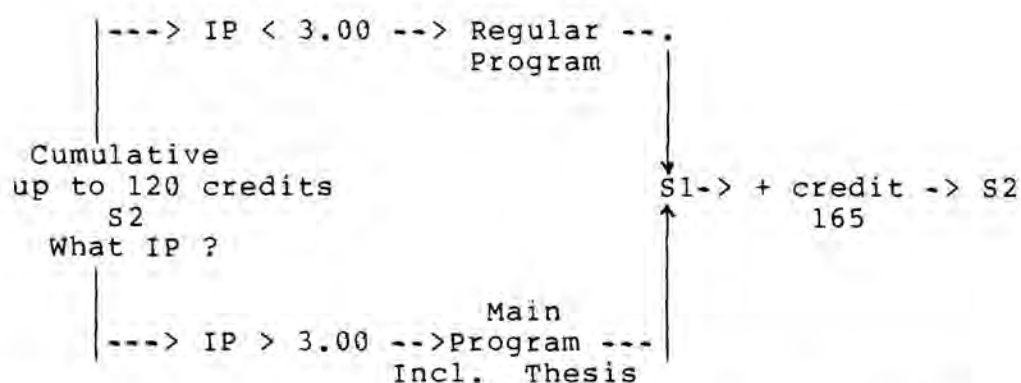 ---> IP < 3.00 --> Regular --.
Program
Cumulative
up to 120 credits
S1-> + credit -> S2
S2
165
What IP ?
Main
---> IP > 3.00 -->Program ---
Incl. Thesis